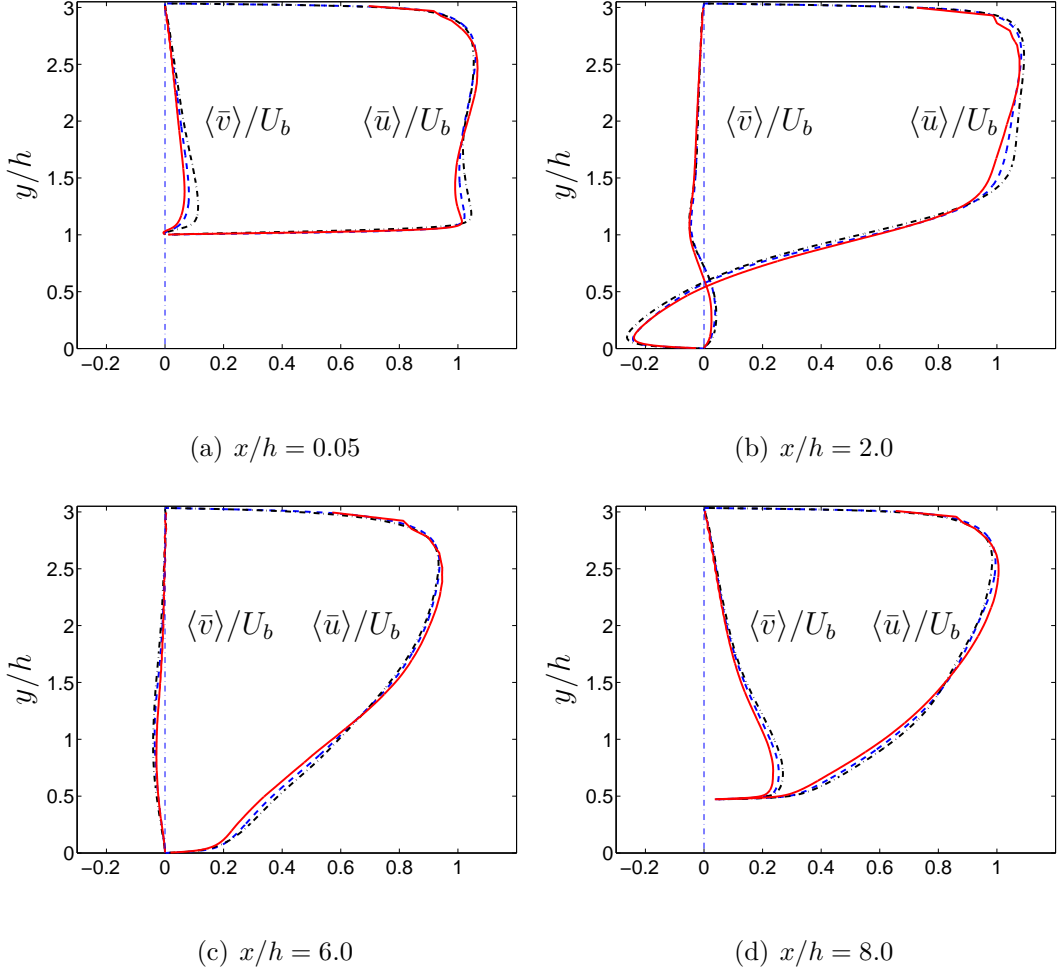 3
2.5
2
1.5
1
0.5
0
y/h
⟨v̄⟩/U_b
⟨ū⟩/U_b
−0.2 0 0.2 0.4 0.6 0.8 1
(a) x/h = 0.05
3
2.5
2
1.5
1
0.5
0
y/h
⟨v̄⟩/U_b
⟨ū⟩/U_b
−0.2 0 0.2 0.4 0.6 0.8 1
(b) x/h = 2.0
3
2.5
2
1.5
1
0.5
0
y/h
⟨v̄⟩/U_b
⟨ū⟩/U_b
−0.2 0 0.2 0.4 0.6 0.8 1
(c) x/h = 6.0
3
2.5
2
1.5
1
0.5
0
y/h
⟨v̄⟩/U_b
⟨ū⟩/U_b
−0.2 0 0.2 0.4 0.6 0.8 1
(d) x/h = 8.0